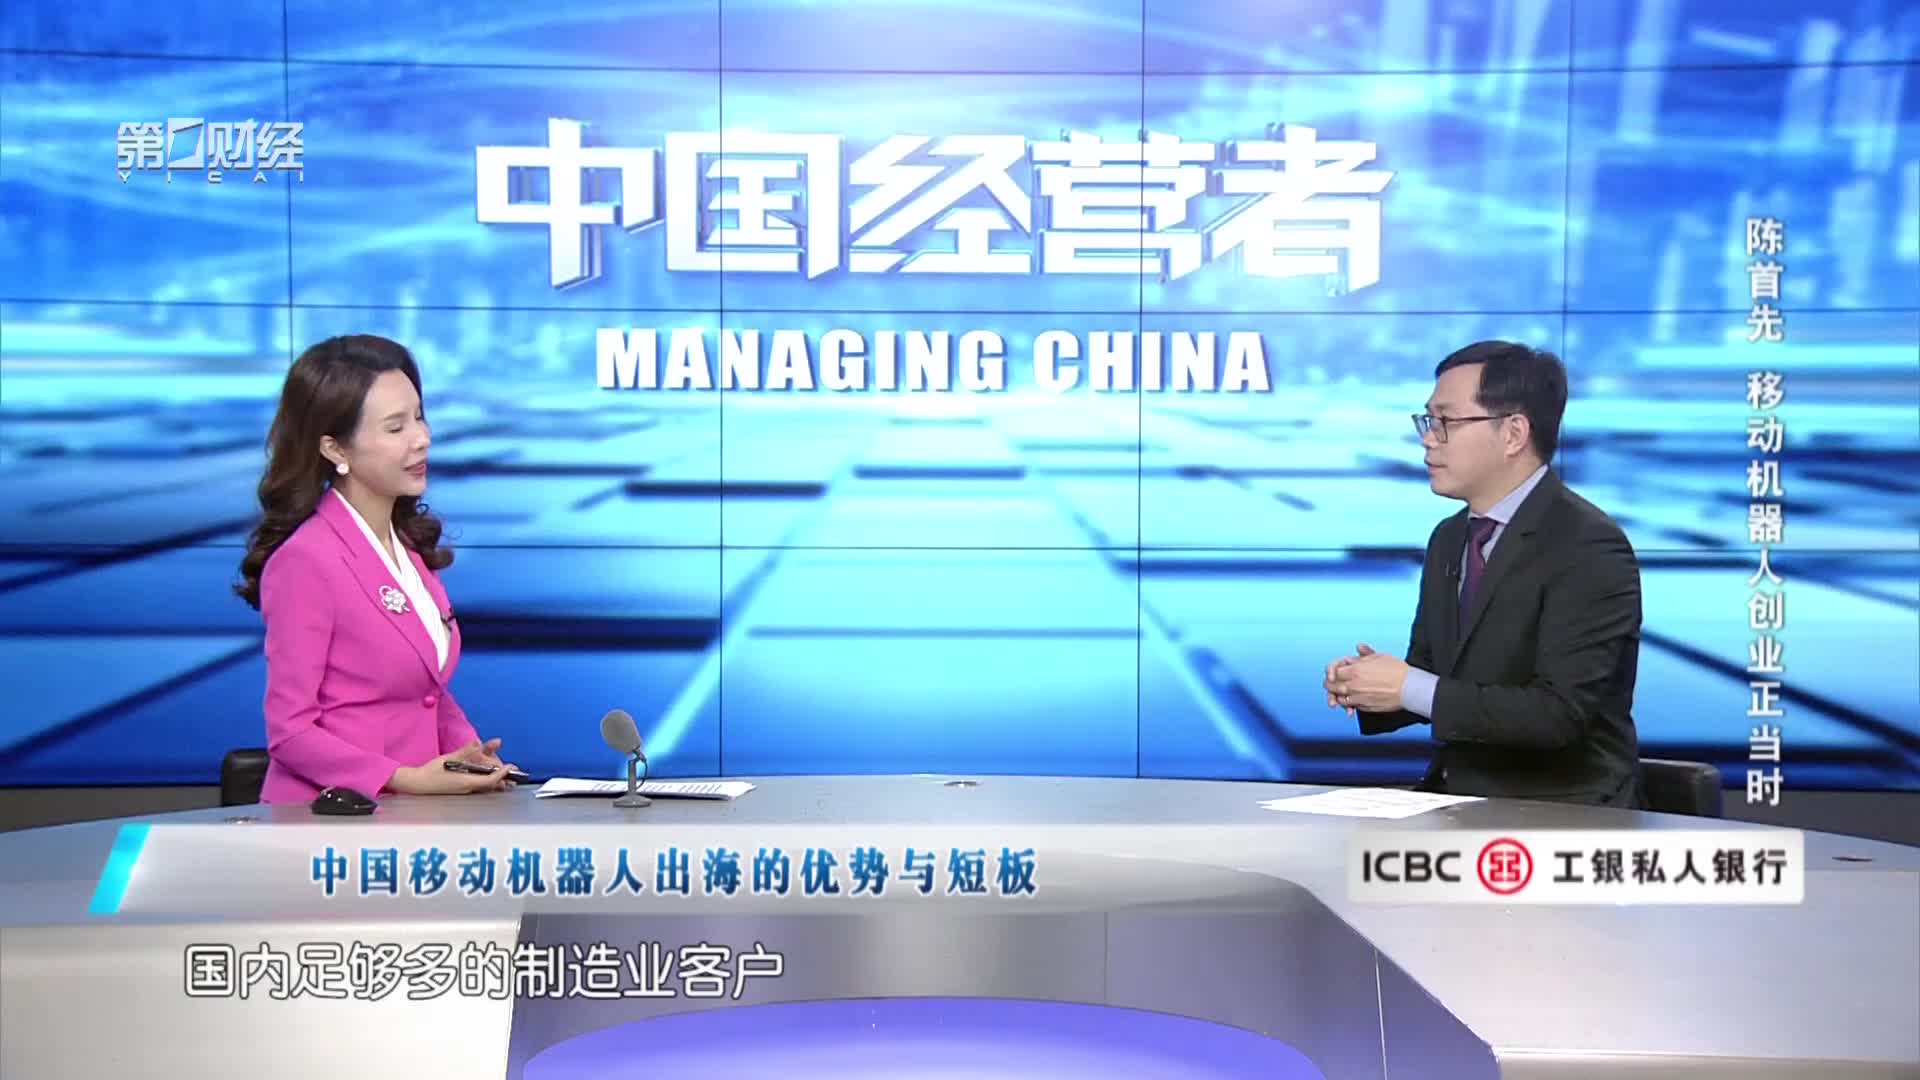 第一财经
YICAI
中国经营者
MANAGING CHINA
陈首先 移动机器人创业正当时
中国移动机器人出海的优势与短板
ICBC 工银私人银行
国内足够多的制造业客户